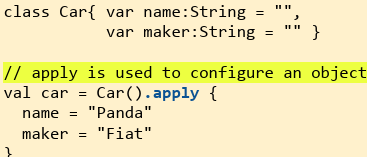 class Car{ var name:String = "",
var maker:String = "" }
// apply is used to configure an object
val car = Car().apply {
name = "Panda"
maker = "Fiat"
}